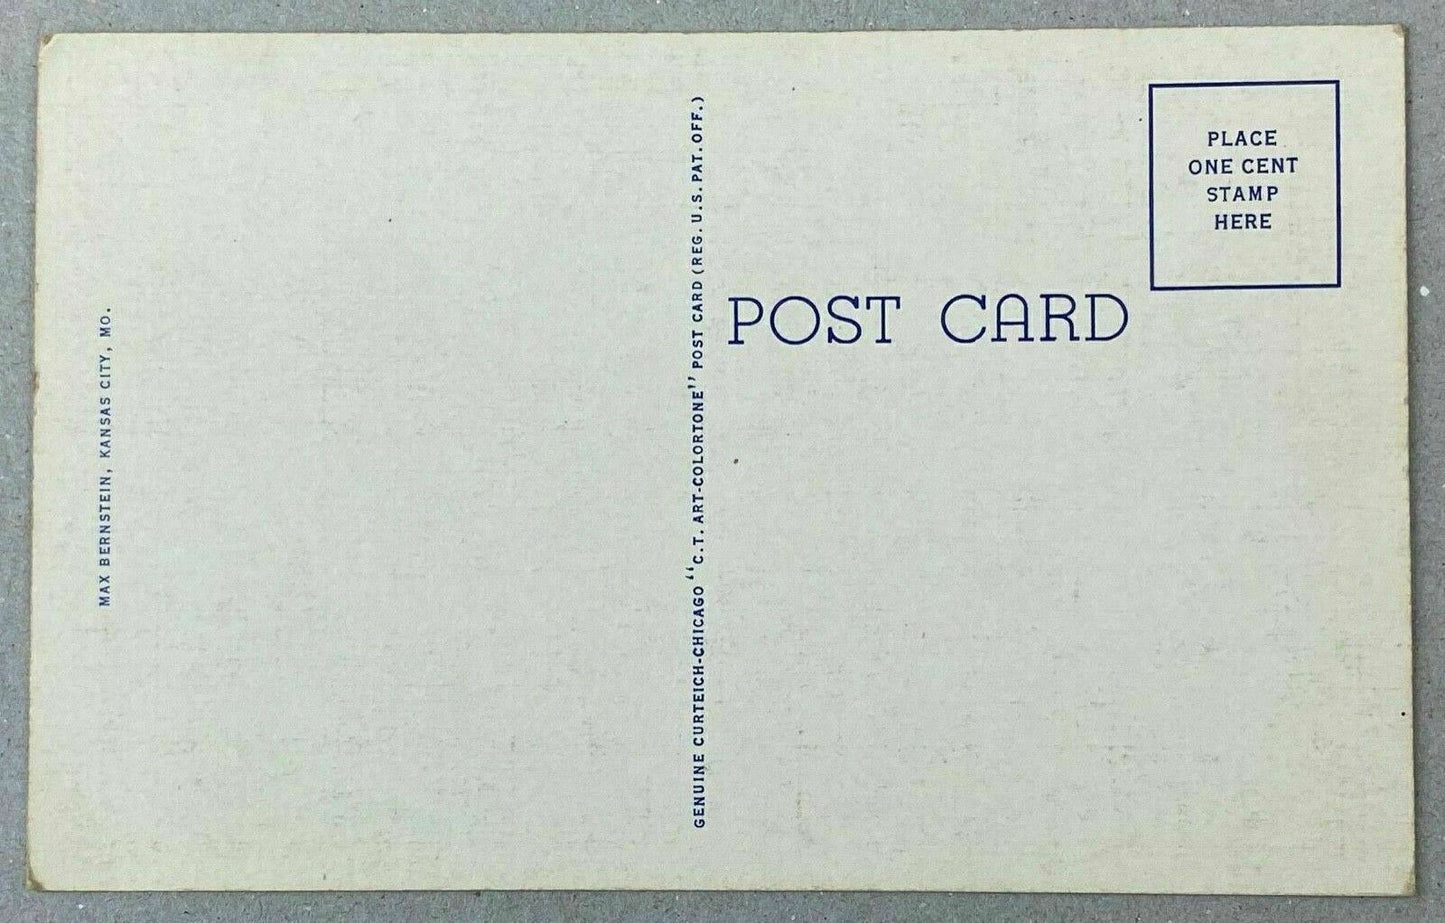 MAX BERNSTEIN, KANSAS CITY, MO.
GENUINE CURTEICH-CHICAGO "C.T. ART-COLORTONE" POST CARD (REG. U.S. PAT. OFF.)
POST CARD
PLACE
ONE CENT
STAMP
HERE